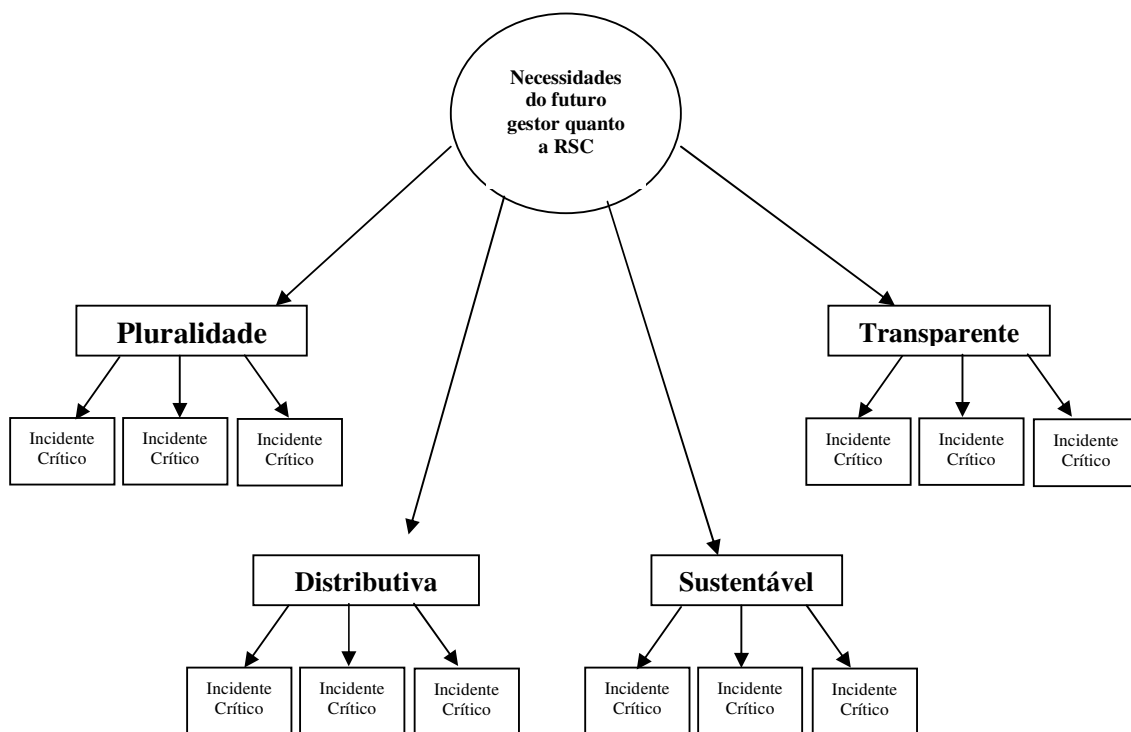 Necessidades
do futuro
gestor quanto
a RSC
Pluralidade
Transparente
Incidente
Crítico
Incidente
Crítico
Incidente
Crítico
Incidente
Crítico
Incidente
Crítico
Incidente
Crítico
Distributiva
Sustentável
Incidente
Crítico
Incidente
Crítico
Incidente
Crítico
Incidente
Crítico
Incidente
Crítico
Incidente
Crítico